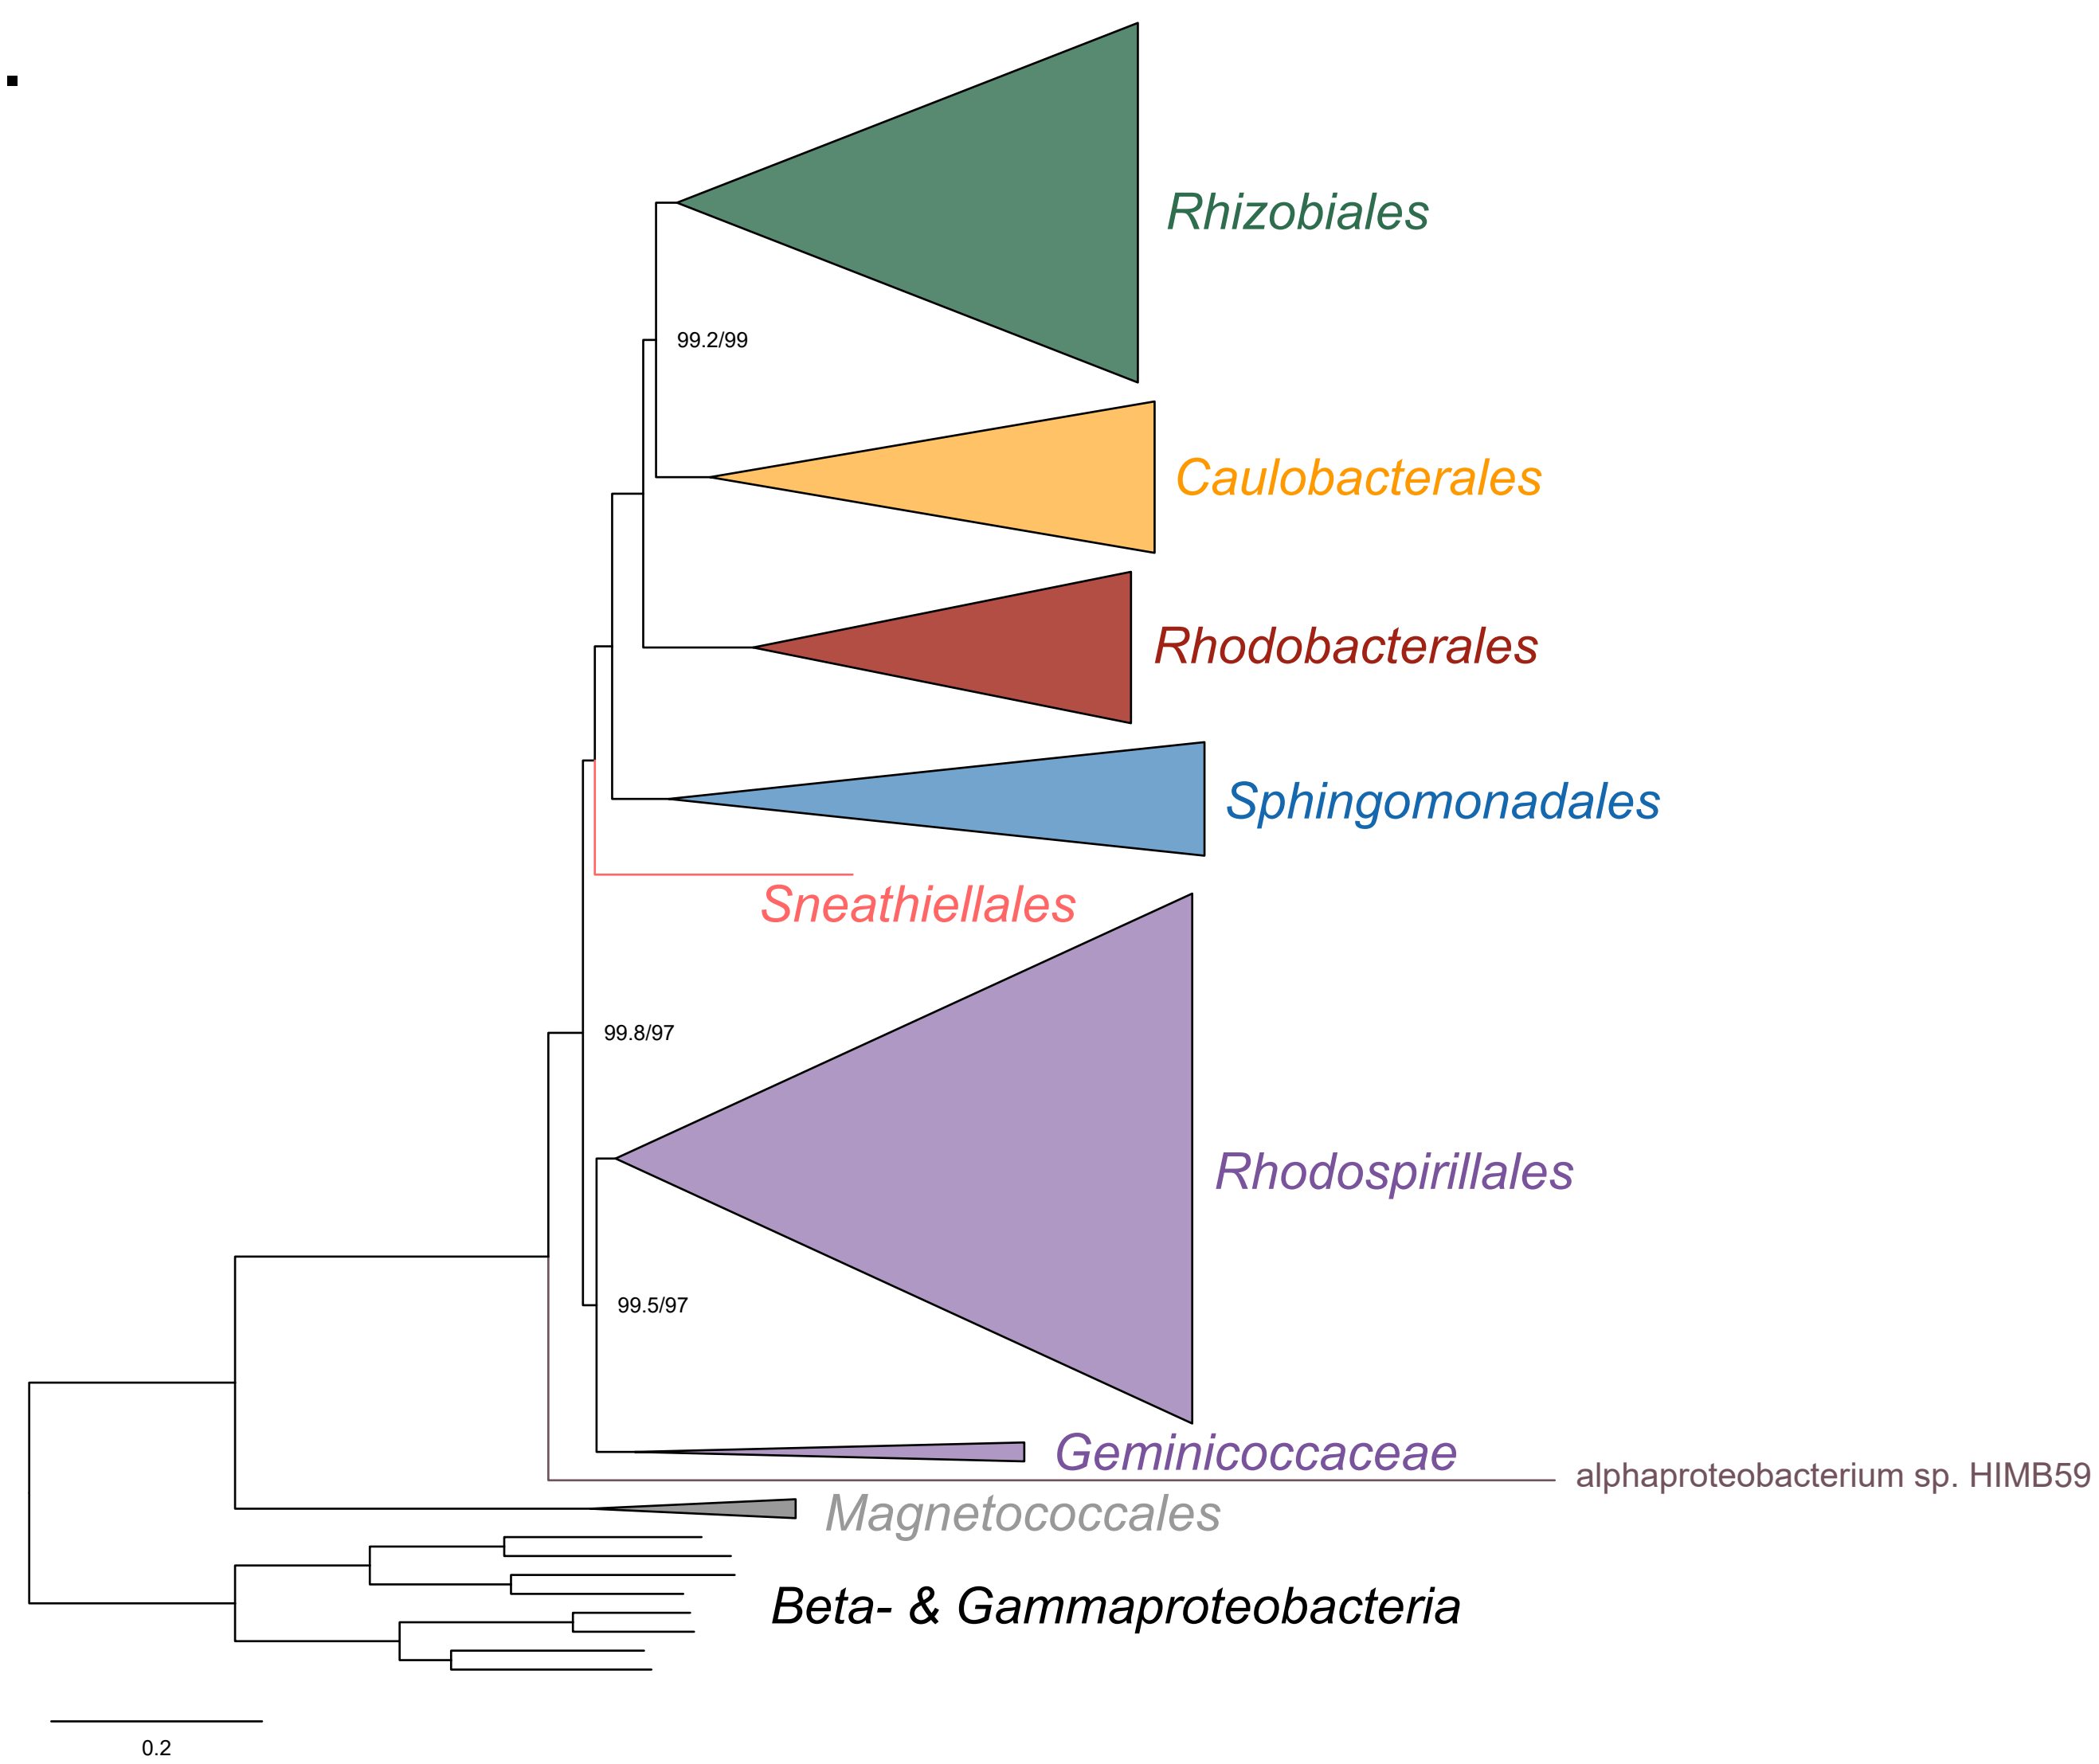 Rhizobiales
99.2/99
Caulobacterales
Rhodobacterales
Sphingomonadales
Sneathiellales
99.8/97
Rhodospirillales
99.5/97
Geminicoccaceae
alphaproteobacterium sp. HIMB59
Magnetococcales
Beta- & Gammaproteobacteria
0.2